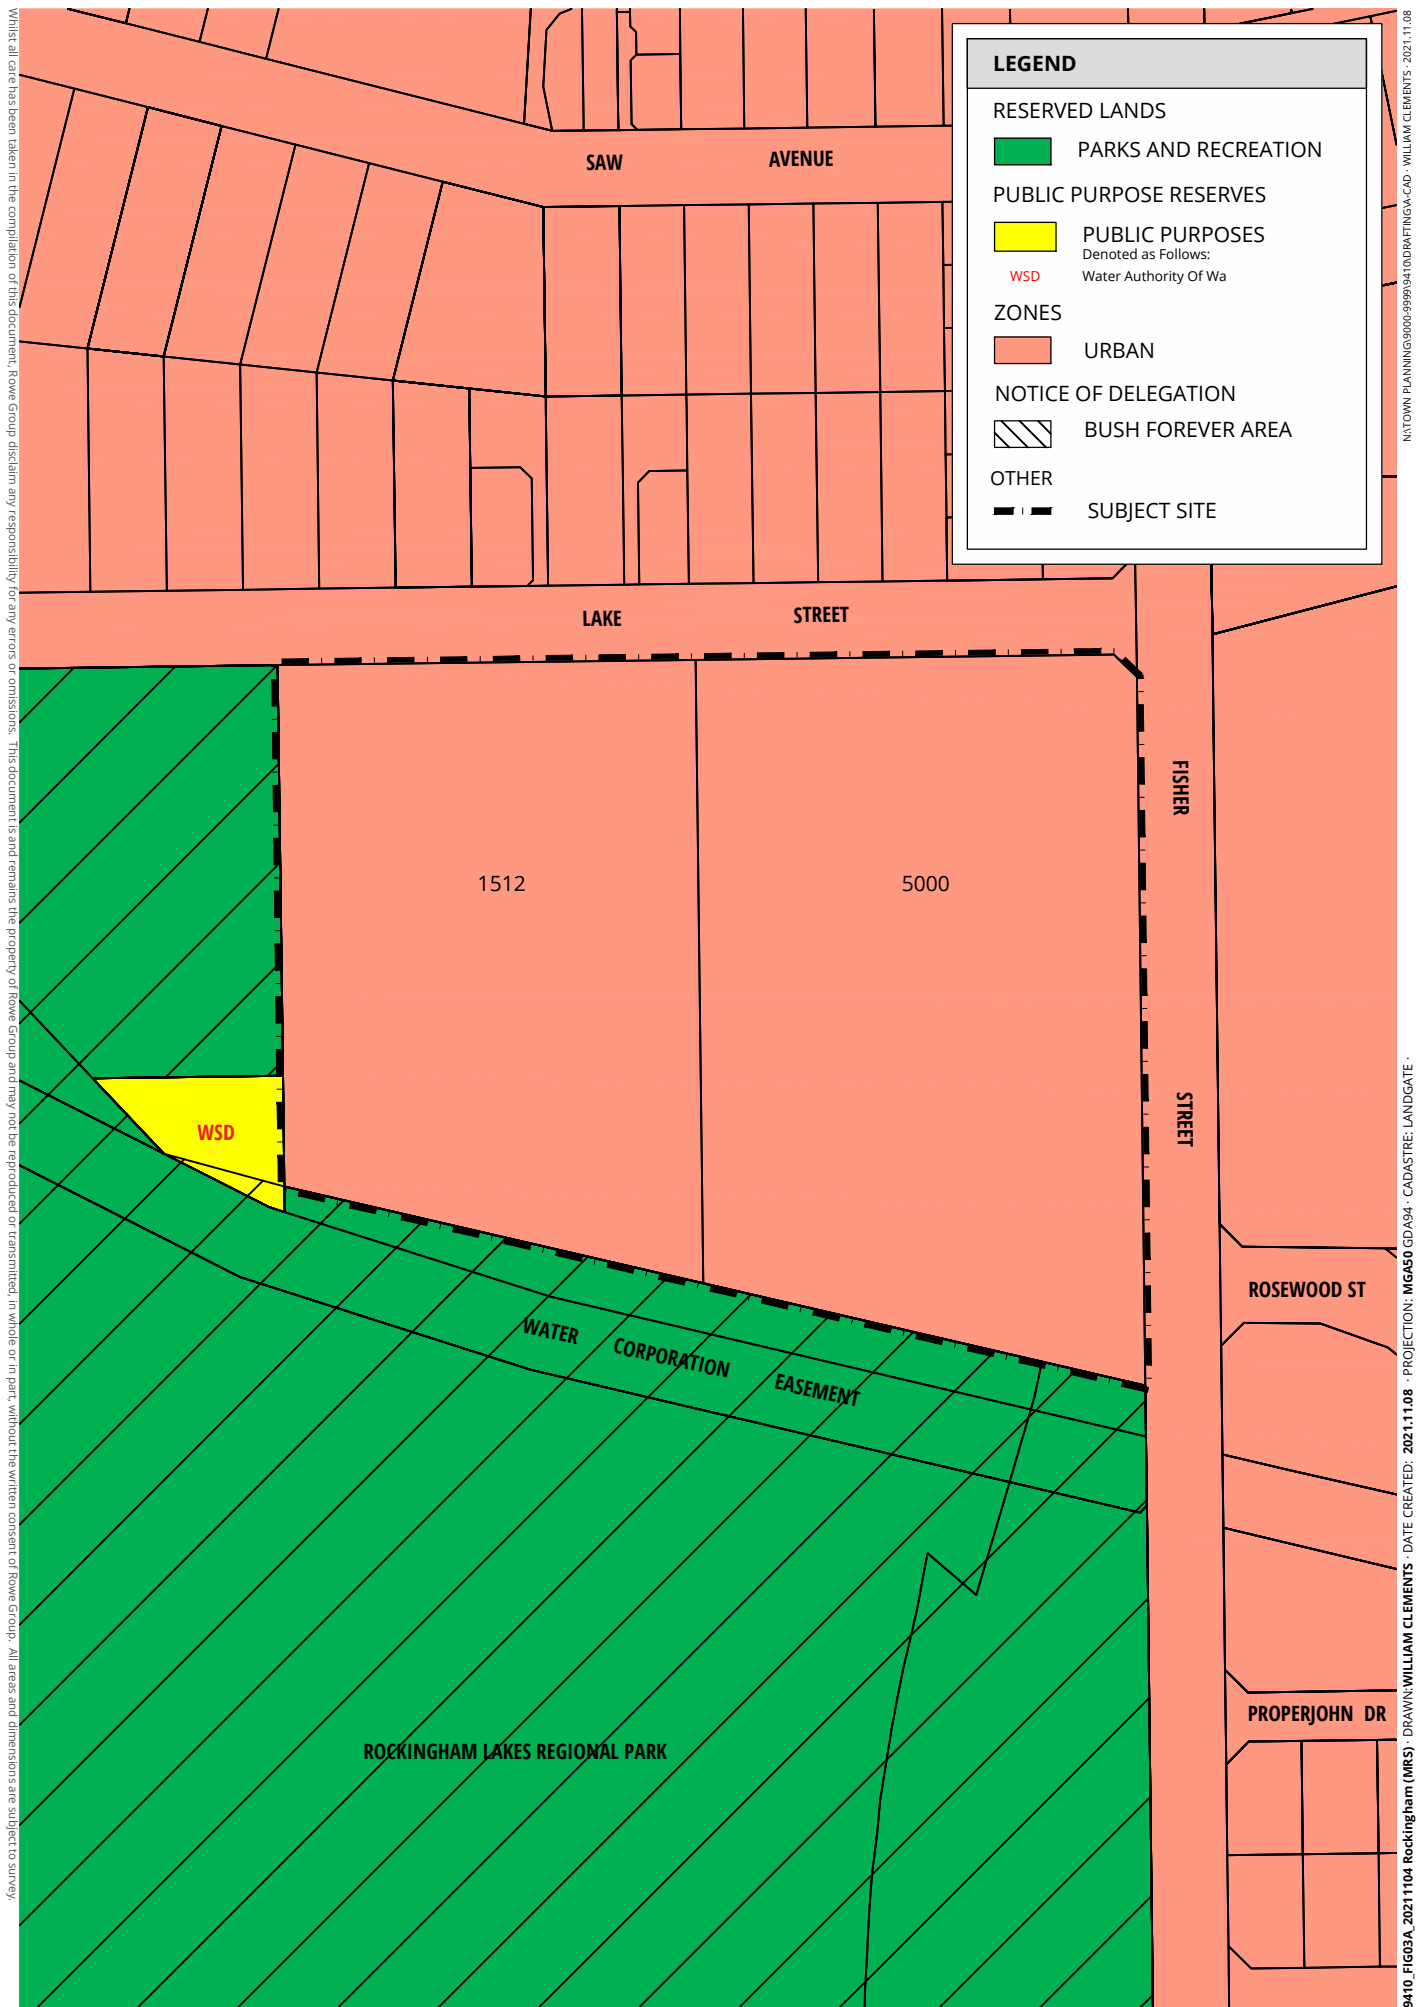 LEGEND
RESERVED LANDS
PARKS AND RECREATION
PUBLIC PURPOSE RESERVES
PUBLIC PURPOSES
Denoted as Follows:
WSD Water Authority Of Wa
ZONES
URBAN
NOTICE OF DELEGATION
BUSH FOREVER AREA
OTHER
SUBJECT SITE
SAW AVENUE
LAKE STREET
FISHER STREET
1512
5000
WSD
ROSEWOOD ST
WATER CORPORATION EASEMENT
PROPERJOHN DR
ROCKINGHAM LAKES REGIONAL PARK
Whilst all care has been taken in the compilation of this document, Rowe Group disclaim any responsibility for any errors or omissions. This document is and remains the property of Rowe Group and may not be reproduced or transmitted, in whole or in part, without the written consent of Rowe Group. All areas and dimensions are subject to survey.
9410_FIG03A_20211104 Rockingham (MRS) · DRAWN:WILLIAM CLEMENTS · DATE CREATED: 2021.11.08 · PROJECTION: MGA50 GDA94 · CADASTRE: LANDGATE ·
N:\TOWN PLANNING\9000-9999\9410\DRAFTING\A-CAD · WILLIAM CLEMENTS · 2021.11.08